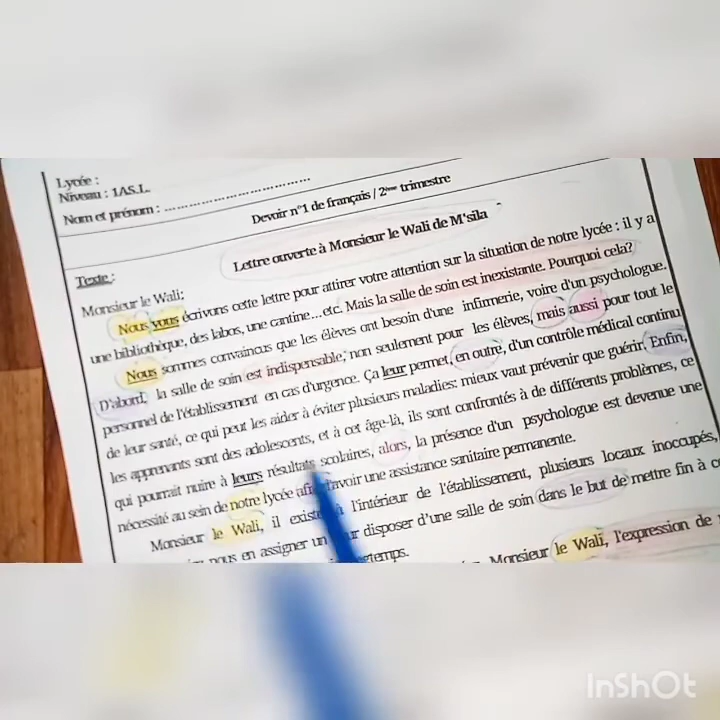 Lycée :
Niveau : 1AS.L.
Nom et prénom : ..................................
Devoir n°1 de français / 2ème trimestre
Lettre ouverte à Monsieur le Wali de M'sila
Texte :
Monsieur le Wali;
Nous vous écrivons cette lettre pour attirer votre attention sur la situation de notre lycée : il y a
une bibliothèque, des labos, une cantine…etc. Mais la salle de soin est inexistante. Pourquoi cela?
Nous sommes convaincus que les élèves ont besoin d'une infirmerie, voire d'un psychologue.
D'abord, la salle de soin est indispensable, non seulement pour les élèves, mais aussi pour tout le
personnel de l'établissement en cas d'urgence. Ça leur permet, en outre, d'un contrôle médical continu
de leur santé, ce qui peut les aider à éviter plusieurs maladies: mieux vaut prévenir que guérir. Enfin,
les apprenants sont des adolescents, et à cet âge-là, ils sont confrontés à de différents problèmes, ce
qui pourrait nuire à leurs résultats scolaires, alors, la présence d'un psychologue est devenue une
nécessité au sein de notre lycée d'avoir une assistance sanitaire permanente.
Monsieur le Wali, il existe à l'intérieur de l'établissement, plusieurs locaux inoccupés,
nous en assigner un disposer d'une salle de soin dans le but de mettre fin à
Monsieur le Wali, l'expression de
InShOt